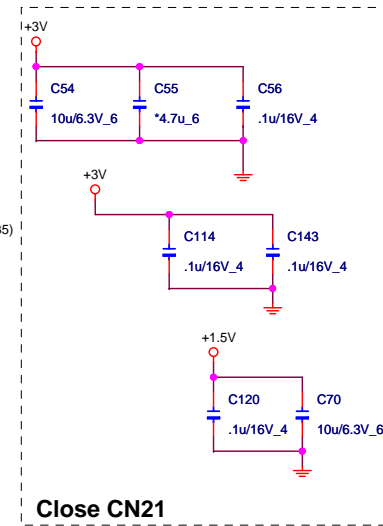 +3V
C54
C55
C56
10u/6.3V_6
*4.7u_6
.1u/16V_4
+3V
35)
C114
C143
.1u/16V_4
.1u/16V_4
+1.5V
C120
C70
.1u/16V_4
10u/6.3V_6
Close CN21